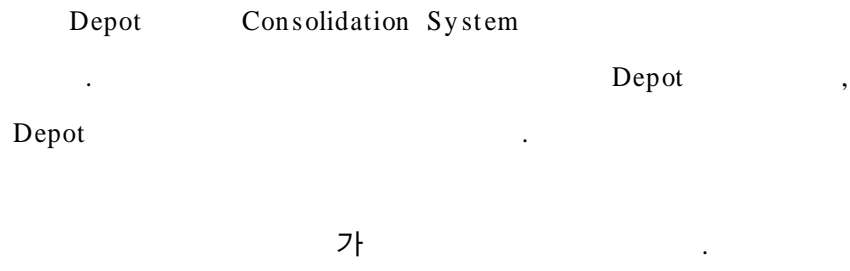 Depot Consolidation System
. Depot ,
Depot .
가 .